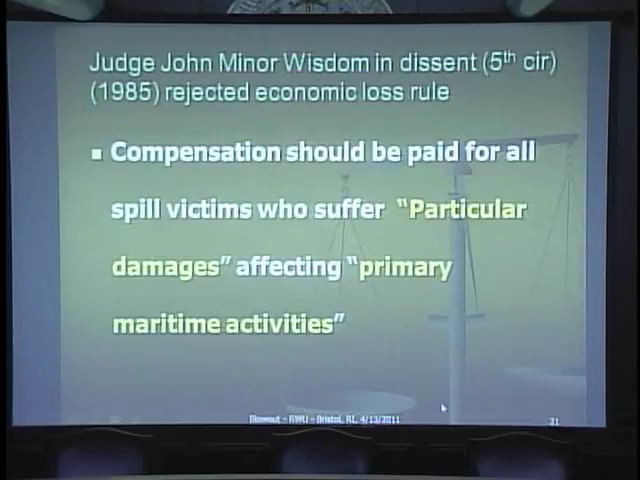 Judge John Minor Wisdom in dissent (5th cir)
(1985) rejected economic loss rule
▪ Compensation should be paid for all
spill victims who suffer “Particular
damages” affecting “primary
maritime activities”
Blowout - RWU - Bristol, RI, 4/13/2011
31